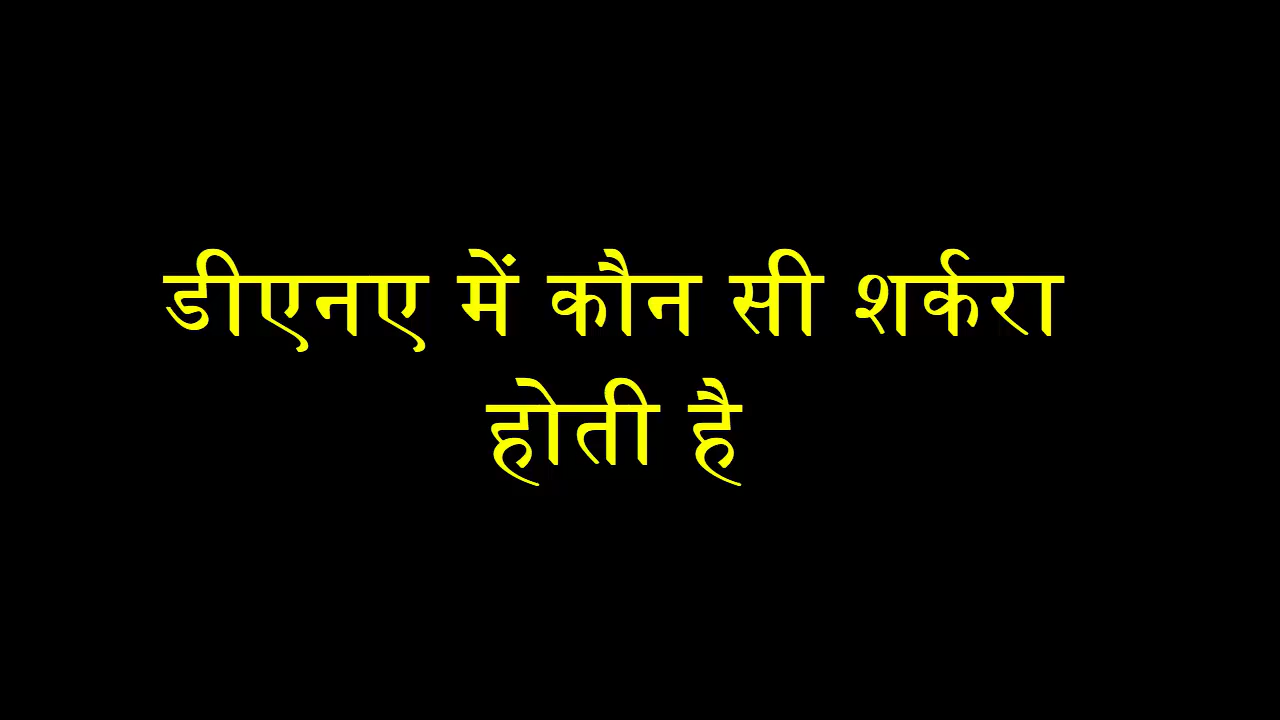 डीएनए में कौन सी शर्करा
होती है